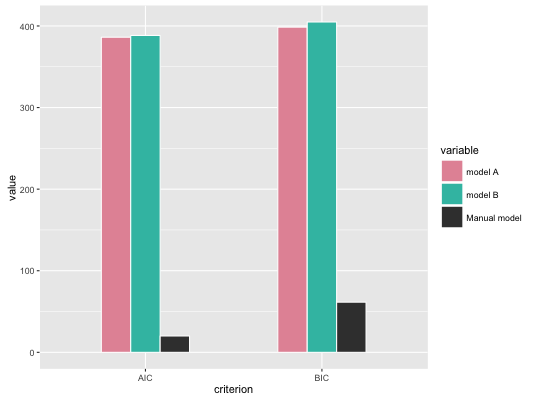 400
300
200
100
0
value
AIC
BIC
criterion
variable
model A
model B
Manual model